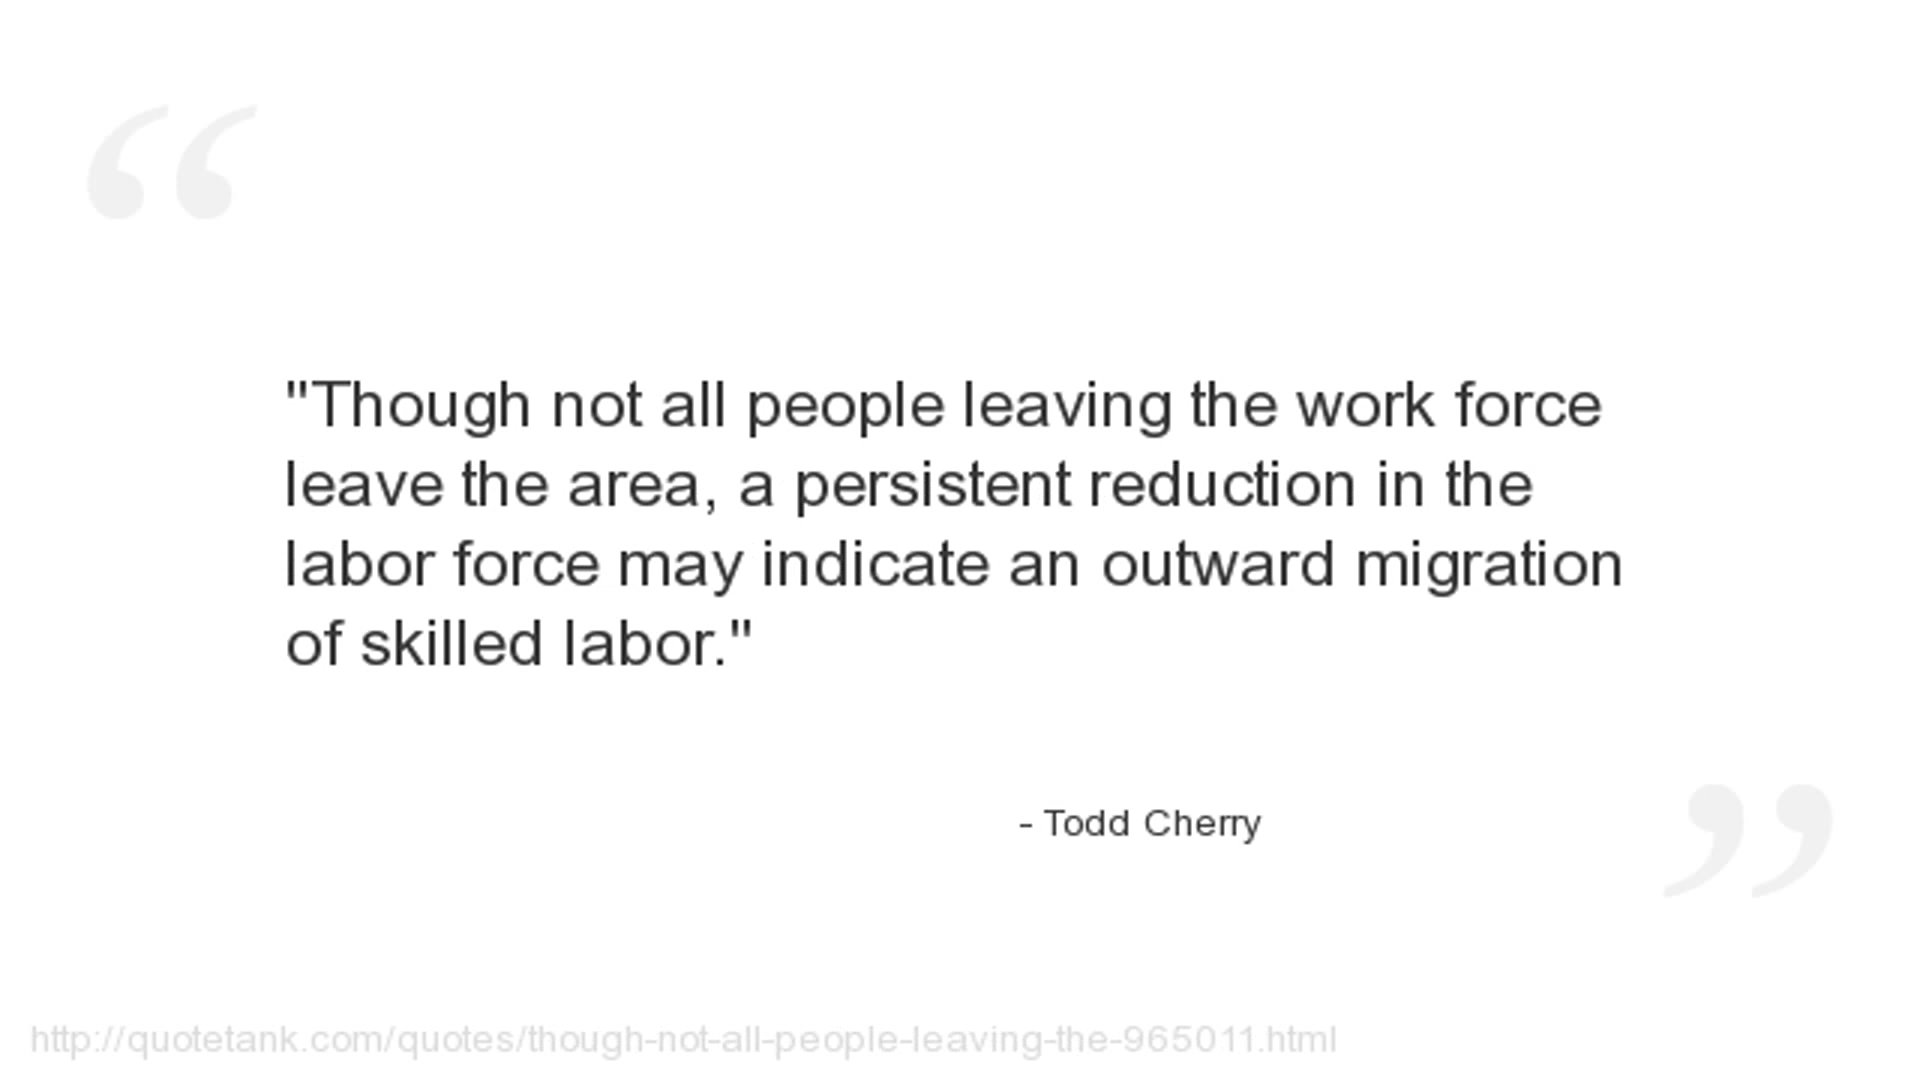 "Though not all people leaving the work force
leave the area, a persistent reduction in the
labor force may indicate an outward migration
of skilled labor."
- Todd Cherry
http://quotetank.com/quotes/though-not-all-people-leaving-the-965011.html